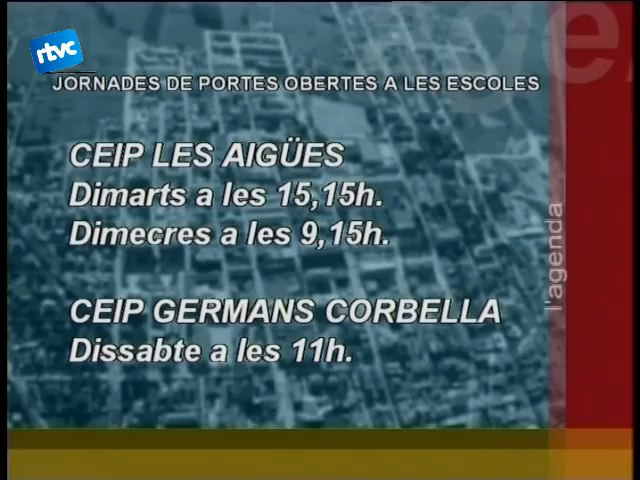 rtvc
JORNADES DE PORTES OBERTES A LES ESCOLES
CEIP LES AIGÜES
Dimarts a les 15,15h.
Dimecres a les 9,15h.
CEIP GERMANS CORBELLA
Dissabte a les 11h.
l'agenda